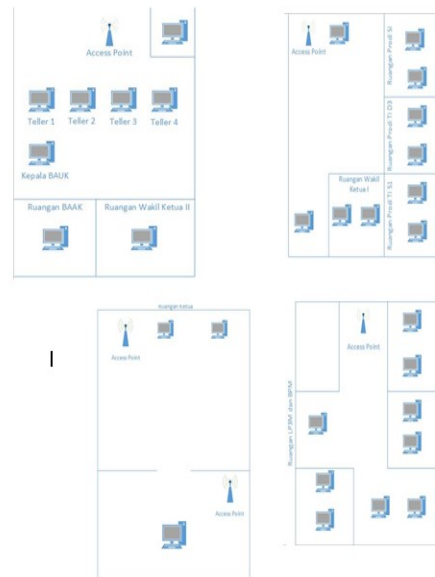 Access Point
Teller 1
Teller 2
Teller 3
Teller 4
Kepala BAUK
Ruangan BAAK
Ruangan Wakil Ketua II
Access Point
Ruangan Prodi SI
Ruangan Prodi TI D3
Ruangan Prodi TI S1
Ruangan Wakil
Ketua I
Ruangan Ketua
Access Point
Access Point
Access Point
Ruangan LP3M dan BPM